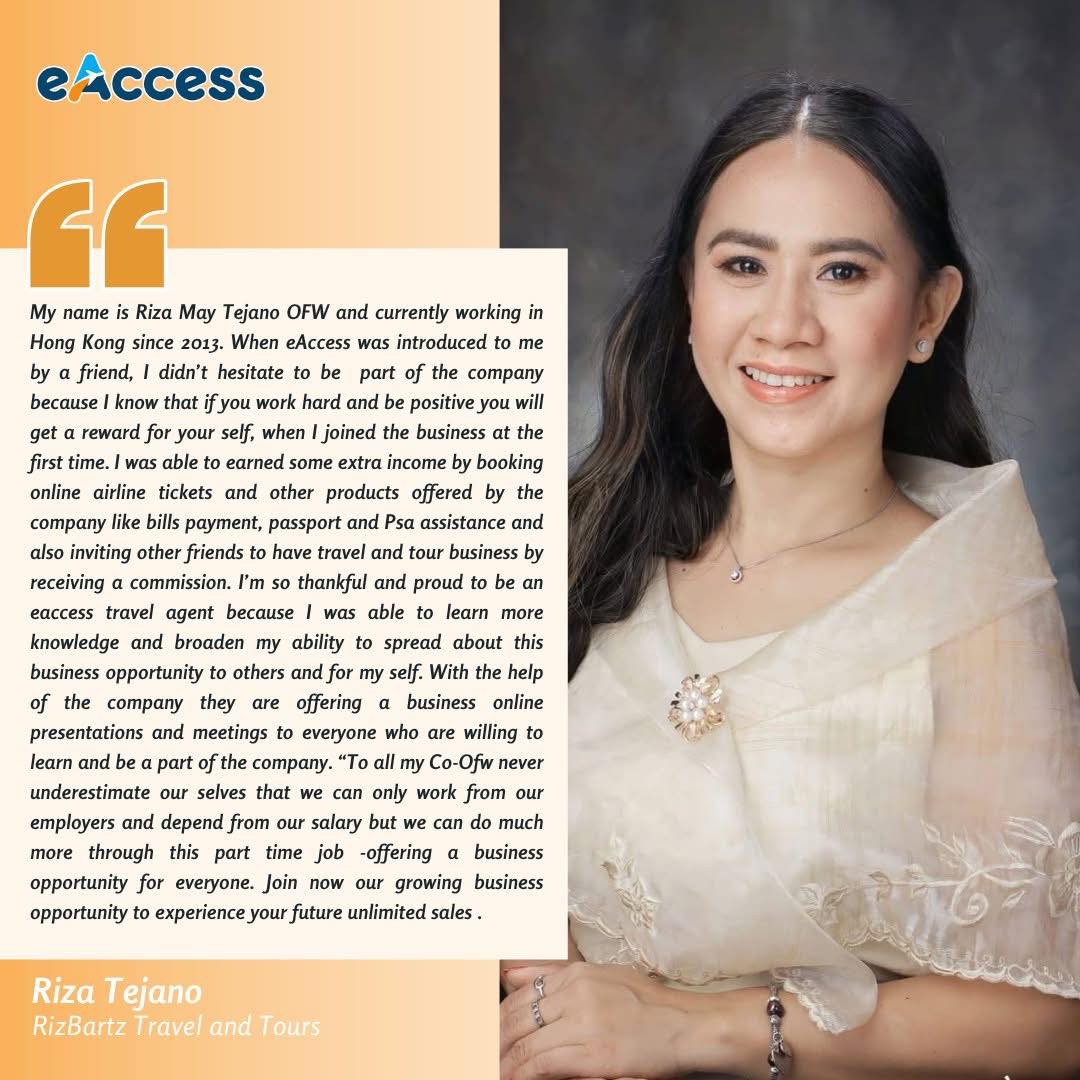 eAccess
My name is Riza May Tejano OFW and currently working in
Hong Kong since 2013. When eAccess was introduced to me
by a friend, I didn't hesitate to be part of the company
because I know that if you work hard and be positive you will
get a reward for your self, when I joined the business at the
first time. I was able to earned some extra income by booking
online airline tickets and other products offered by the
company like bills payment, passport and Psa assistance and
also inviting other friends to have travel and tour business by
receiving a commission. I'm so thankful and proud to be an
eaccess travel agent because I was able to learn more
knowledge and broaden my ability to spread about this
business opportunity to others and for my self. With the help
of the company they are offering a business online
presentations and meetings to everyone who are willing to
learn and be a part of the company. “To all my Co-Ofw never
underestimate our selves that we can only work from our
employers and depend from our salary but we can do much
more through this part time job -offering a business
opportunity for everyone. Join now our growing business
opportunity to experience your future unlimited sales .
Riza Tejano
RizBartz Travel and Tours